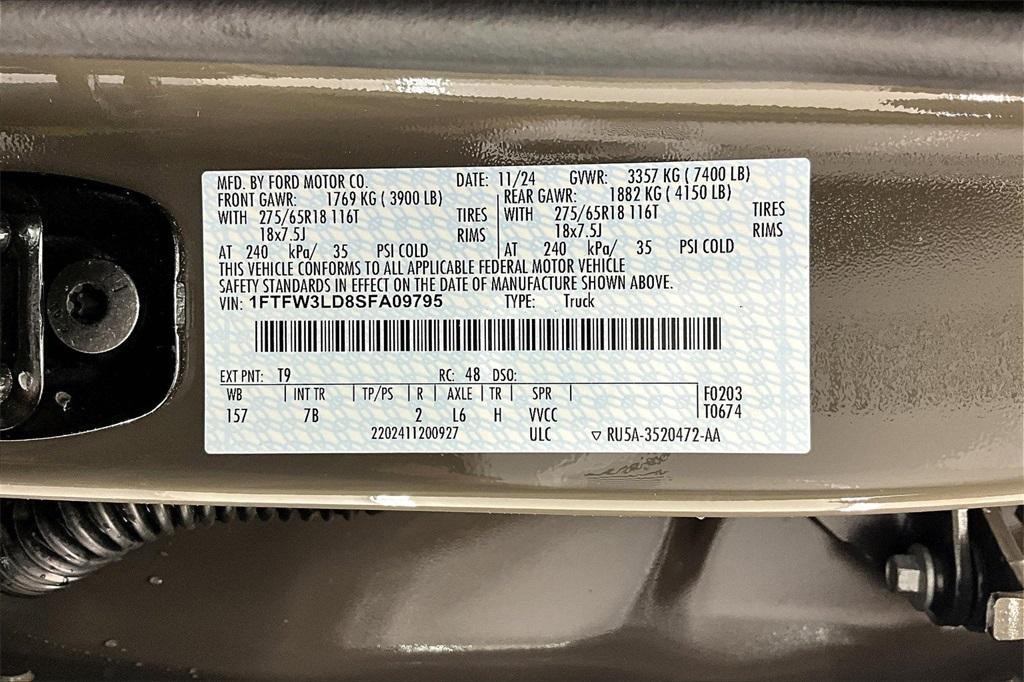 MFD. BY FORD MOTOR CO. DATE: 11/24 GVWR: 3357 KG ( 7400 LB)
FRONT GAWR: 1769 KG ( 3900 LB) REAR GAWR: 1882 KG ( 4150 LB)
WITH 275/65R18 116T TIRES WITH 275/65R18 116T TIRES
18x7.5J RIMS 18x7.5J RIMS
AT 240 kPa/ 35 PSI COLD AT 240 kPa/ 35 PSI COLD
THIS VEHICLE CONFORMS TO ALL APPLICABLE FEDERAL MOTOR VEHICLE
SAFETY STANDARDS IN EFFECT ON THE DATE OF MANUFACTURE SHOWN ABOVE.
VIN: 1FTFW3LD8SFA09795 TYPE: Truck
EXT PNT: T9 RC: 48 DSO:
WB INT TR TP/PS R AXLE TR SPR F0203
157 7B 2 L6 H VVCC T0674
2202411200927 ULC ▽ RU5A-3520472-AA